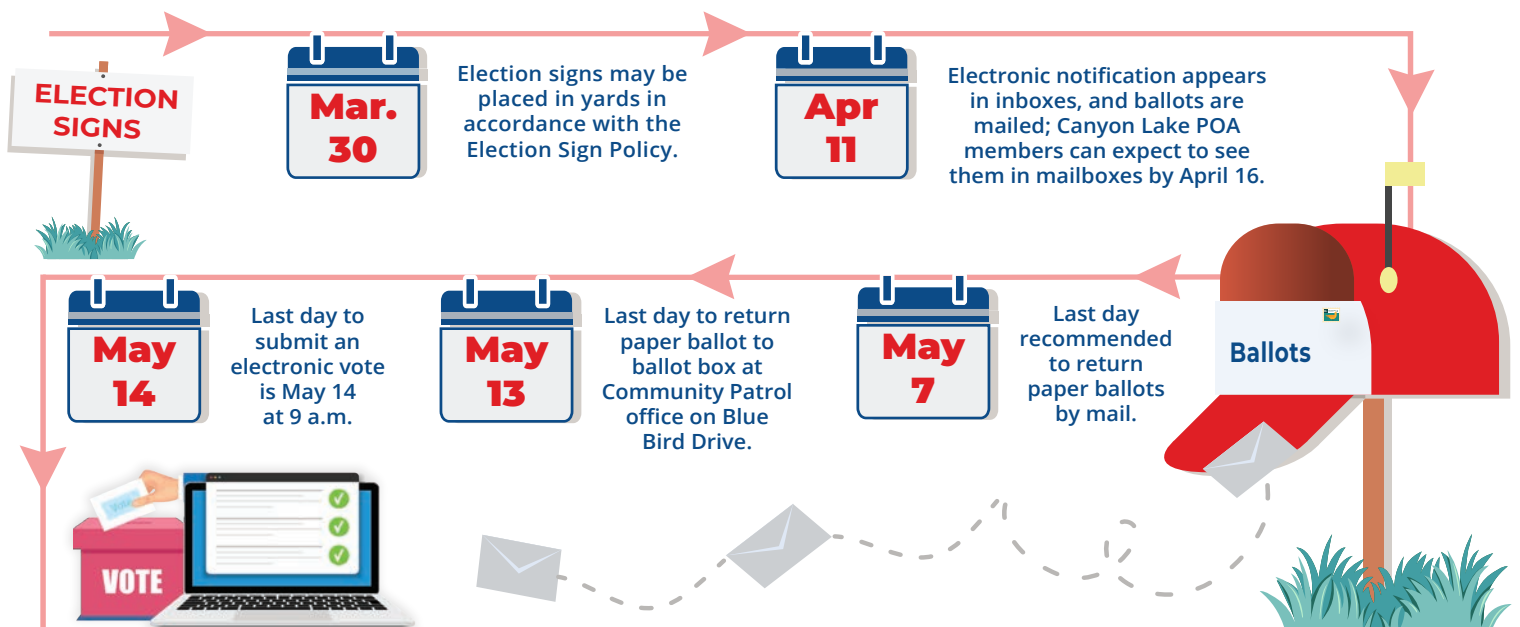 ELECTION
SIGNS
Mar.
30
Election signs may be
placed in yards in
accordance with the
Election Sign Policy.
Apr
11
Electronic notification appears
in inboxes, and ballots are
mailed; Canyon Lake POA
members can expect to see
them in mailboxes by April 16.
Ballots
May
7
Last day
recommended
to return
paper ballots
by mail.
May
13
Last day to return
paper ballot to
ballot box at
Community Patrol
office on Blue
Bird Drive.
May
14
Last day to
submit an
electronic vote
is May 14
at 9 a.m.
VOTE
VOTE